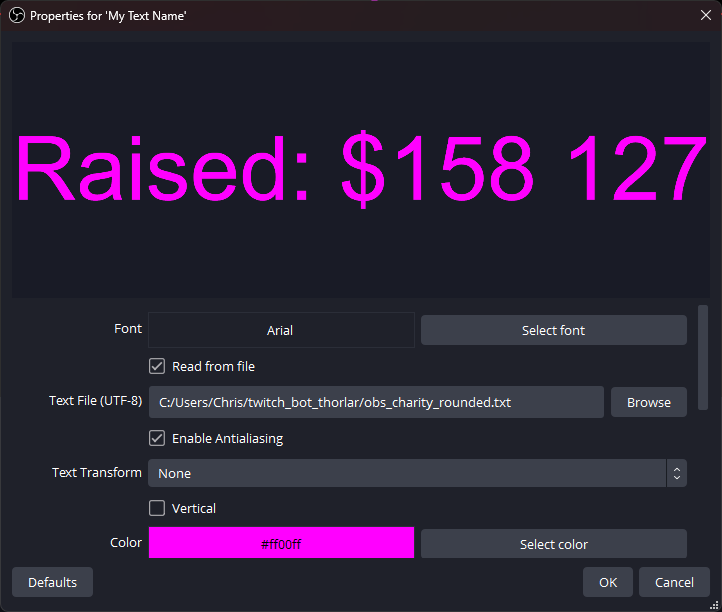 Properties for 'My Text Name'
Raised: $158 127
Font
Arial
Select font
Read from file
Text File (UTF-8)
C:/Users/Chris/twitch_bot_thorlar/obs_charity_rounded.txt
Browse
Enable Antialiasing
Text Transform
None
Vertical
Color
#ff00ff
Select color
Defaults
OK
Cancel